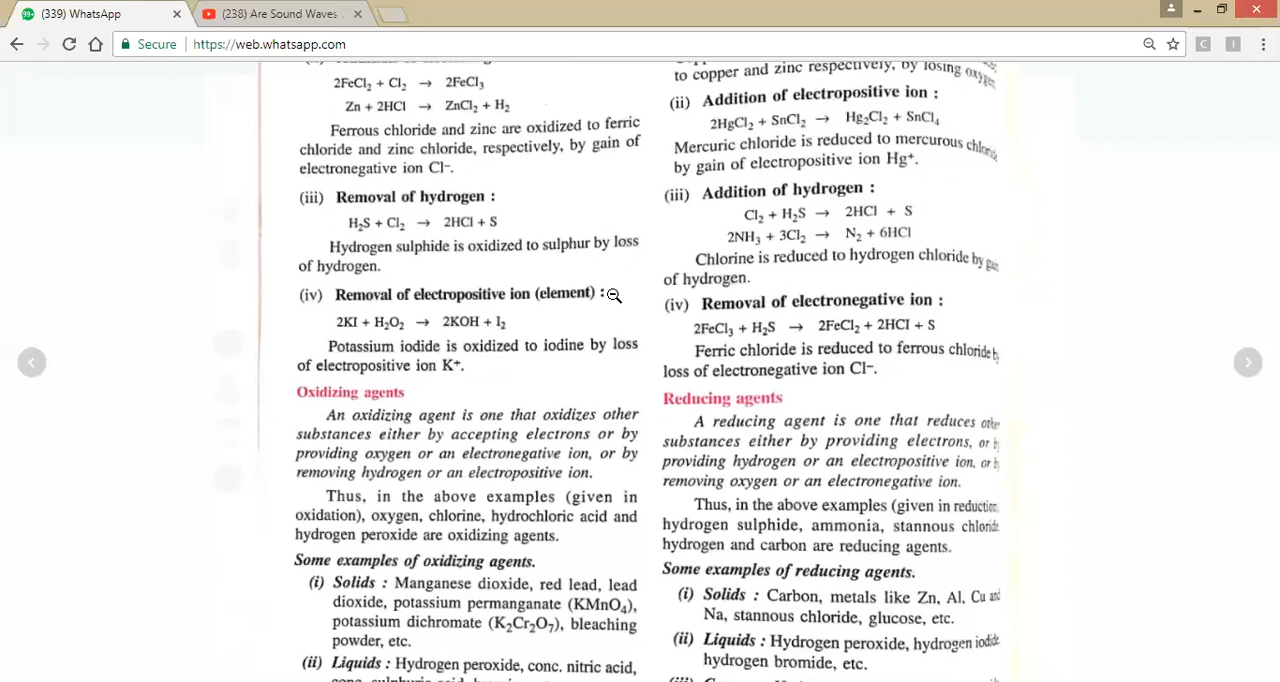 (339) WhatsApp
(238) Are Sound Waves
Secure
https://web.whatsapp.com
2FeCl₂ + Cl₂ → 2FeCl₃
Zn + 2HCl → ZnCl₂ + H₂
Ferrous chloride and zinc are oxidized to ferric
chloride and zinc chloride, respectively, by gain of
electronegative ion Cl⁻.
(iii) Removal of hydrogen :
H₂S + Cl₂ → 2HCl + S
Hydrogen sulphide is oxidized to sulphur by loss
of hydrogen.
(iv) Removal of electropositive ion (element) :
2KI + H₂O₂ → 2KOH + I₂
Potassium iodide is oxidized to iodine by loss
of electropositive ion K⁺.
Oxidizing agents
An oxidizing agent is one that oxidizes other
substances either by accepting electrons or by
providing oxygen or an electronegative ion, or by
removing hydrogen or an electropositive ion.
Thus, in the above examples (given in
oxidation), oxygen, chlorine, hydrochloric acid and
hydrogen peroxide are oxidizing agents.
Some examples of oxidizing agents.
(i) Solids : Manganese dioxide, red lead, lead
dioxide, potassium permanganate (KMnO₄),
potassium dichromate (K₂Cr₂O₇), bleaching
powder, etc.
(ii) Liquids : Hydrogen peroxide, conc. nitric acid,
to copper and zinc respectively, by losing oxygen
(ii) Addition of electropositive ion :
2HgCl₂ + SnCl₂ → Hg₂Cl₂ + SnCl₄
Mercuric chloride is reduced to mercurous
by gain of electropositive ion Hg⁺.
(iii) Addition of hydrogen :
Cl₂ + H₂S → 2HCl + S
2NH₃ + 3Cl₂ → N₂ + 6HCl
Chlorine is reduced to hydrogen chloride by gain
of hydrogen.
(iv) Removal of electronegative ion :
2FeCl₃ + H₂S → 2FeCl₂ + 2HCl + S
Ferric chloride is reduced to ferrous chloride
loss of electronegative ion Cl⁻.
Reducing agents
A reducing agent is one that reduces
substances either by providing electrons, or
providing hydrogen or an electropositive ion, or
removing oxygen or an electronegative ion.
Thus, in the above examples (given in
hydrogen sulphide, ammonia, stannous
hydrogen and carbon are reducing agents.
Some examples of reducing agents.
(i) Solids : Carbon, metals like Zn, Al, Cu and
Na, stannous chloride, glucose, etc.
(ii) Liquids : Hydrogen peroxide, hydrogen
hydrogen bromide, etc.